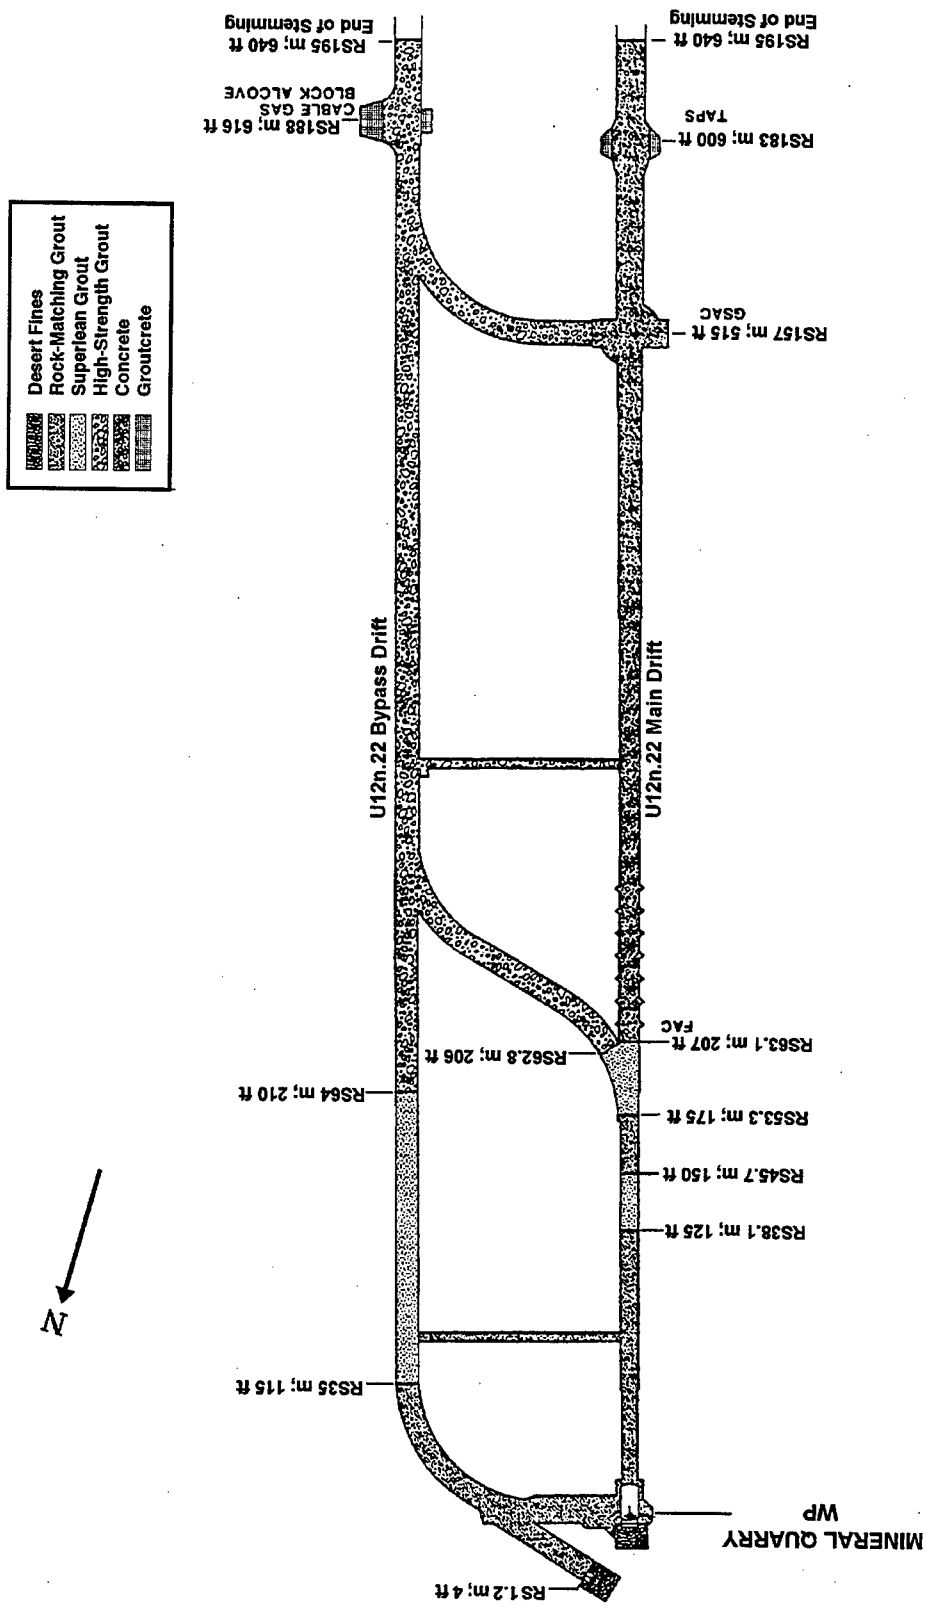 RS195 m; 640 ft
End of Stemming
RS195 m; 640 ft
End of Stemming
RS188 m; 616 ft
CABLE GAS
BLOCK ALCOVE
RS183 m; 600 ft
TAPS
Desert Fines
Rock-Matching Grout
Superlean Grout
High-Strength Grout
Concrete
Groutcrete
RS157 m; 515 ft
GSAC
U12n.22 Bypass Drift
U12n.22 Main Drift
RS63.1 m; 207 ft
FAC
RS62.8 m; 206 ft
RS64 m; 210 ft
RS53.3 m; 175 ft
RS45.7 m; 150 ft
RS38.1 m; 125 ft
N
RS35 m; 115 ft
MINERAL QUARRY
WP
RS1.2 m; 4 ft